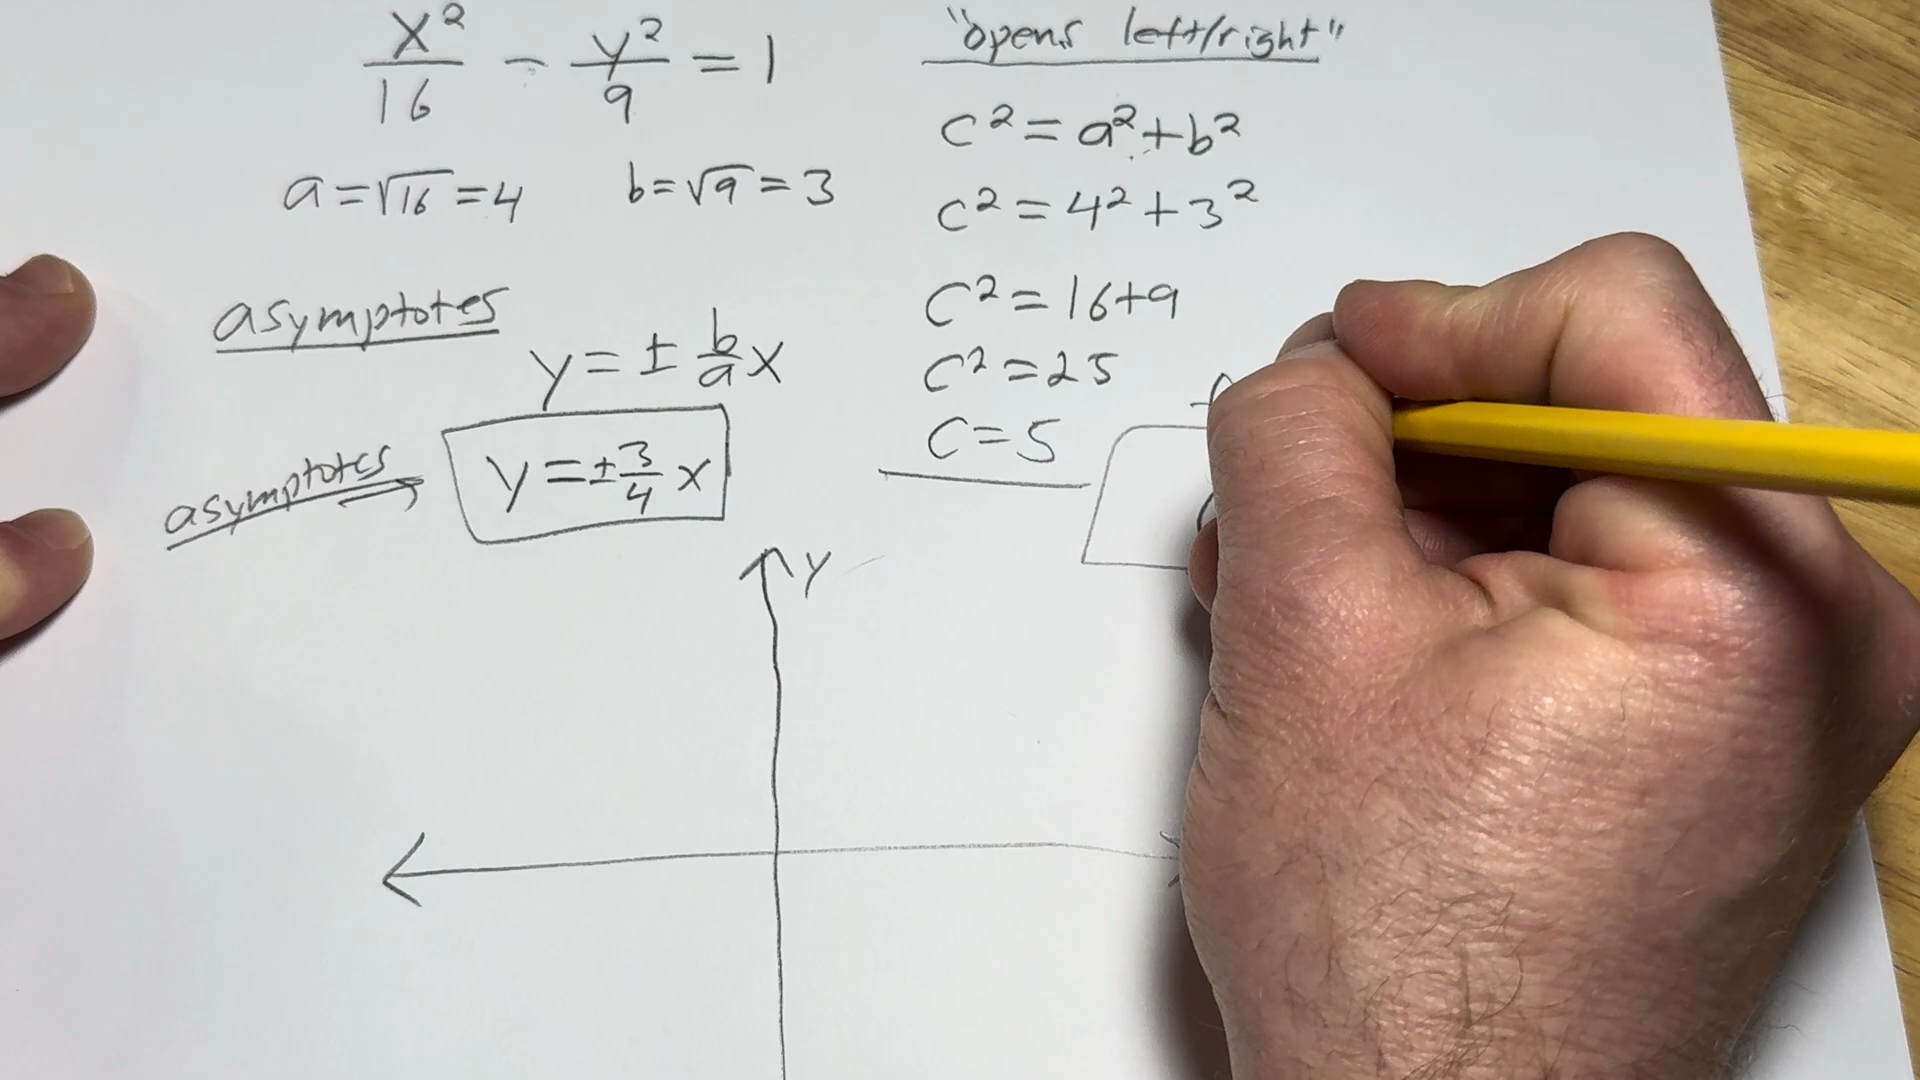 x²/16 - y²/9 = 1
"opens left/right"
c² = a² + b²
a = √16 = 4
b = √9 = 3
c² = 4² + 3²
asymptotes
c² = 16 + 9
y = ± b/a x
c² = 25
asymptotes → y = ± 3/4 x
c = 5
y